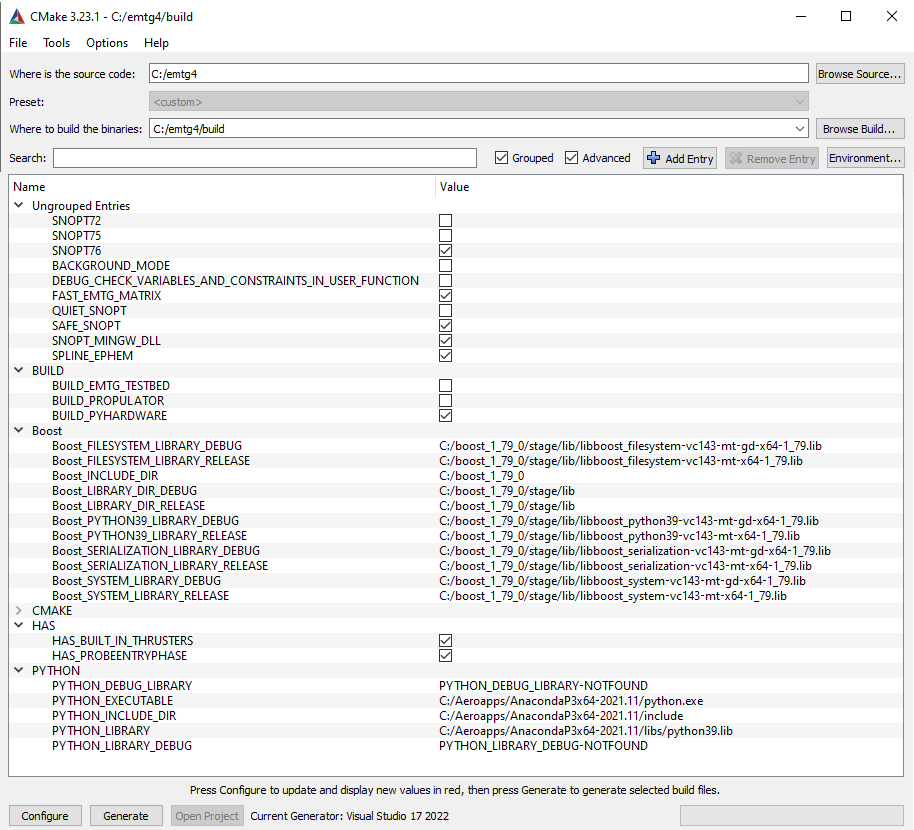 CMake 3.23.1 - C:/emtg4/build
File Tools Options Help
Where is the source code: C:/emtg4 Browse Source...
Preset: <custom>
Where to build the binaries: C:/emtg4/build Browse Build...
Search: Grouped Advanced Add Entry Remove Entry Environment...
Name Value
Ungrouped Entries
SNOPT72
SNOPT75
SNOPT76
BACKGROUND_MODE
DEBUG_CHECK_VARIABLES_AND_CONSTRAINTS_IN_USER_FUNCTION
FAST_EMTG_MATRIX
QUIET_SNOPT
SAFE_SNOPT
SNOPT_MINGW_DLL
SPLINE_EPHEM
BUILD
BUILD_EMTG_TESTBED
BUILD_PROPULATOR
BUILD_PYHARDWARE
Boost
Boost_FILESYSTEM_LIBRARY_DEBUG C:/boost_1_79_0/stage/lib/libboost_filesystem-vc143-mt-gd-x64-1_79.lib
Boost_FILESYSTEM_LIBRARY_RELEASE C:/boost_1_79_0/stage/lib/libboost_filesystem-vc143-mt-x64-1_79.lib
Boost_INCLUDE_DIR C:/boost_1_79_0
Boost_LIBRARY_DIR_DEBUG C:/boost_1_79_0/stage/lib
Boost_LIBRARY_DIR_RELEASE C:/boost_1_79_0/stage/lib
Boost_PYTHON39_LIBRARY_DEBUG C:/boost_1_79_0/stage/lib/libboost_python39-vc143-mt-gd-x64-1_79.lib
Boost_PYTHON39_LIBRARY_RELEASE C:/boost_1_79_0/stage/lib/libboost_python39-vc143-mt-x64-1_79.lib
Boost_SERIALIZATION_LIBRARY_DEBUG C:/boost_1_79_0/stage/lib/libboost_serialization-vc143-mt-gd-x64-1_79.lib
Boost_SERIALIZATION_LIBRARY_RELEASE C:/boost_1_79_0/stage/lib/libboost_serialization-vc143-mt-x64-1_79.lib
Boost_SYSTEM_LIBRARY_DEBUG C:/boost_1_79_0/stage/lib/libboost_system-vc143-mt-gd-x64-1_79.lib
Boost_SYSTEM_LIBRARY_RELEASE C:/boost_1_79_0/stage/lib/libboost_system-vc143-mt-x64-1_79.lib
CMAKE
HAS
HAS_BUILT_IN_THRUSTERS
HAS_PROBEENTRYPHASE
PYTHON
PYTHON_DEBUG_LIBRARY PYTHON_DEBUG_LIBRARY-NOTFOUND
PYTHON_EXECUTABLE C:/Aeroapps/AnacondaP3x64-2021.11/python.exe
PYTHON_INCLUDE_DIR C:/Aeroapps/AnacondaP3x64-2021.11/include
PYTHON_LIBRARY C:/Aeroapps/AnacondaP3x64-2021.11/libs/python39.lib
PYTHON_LIBRARY_DEBUG PYTHON_LIBRARY_DEBUG-NOTFOUND
Press Configure to update and display new values in red, then press Generate to generate selected build files.
Configure Generate Open Project Current Generator: Visual Studio 17 2022